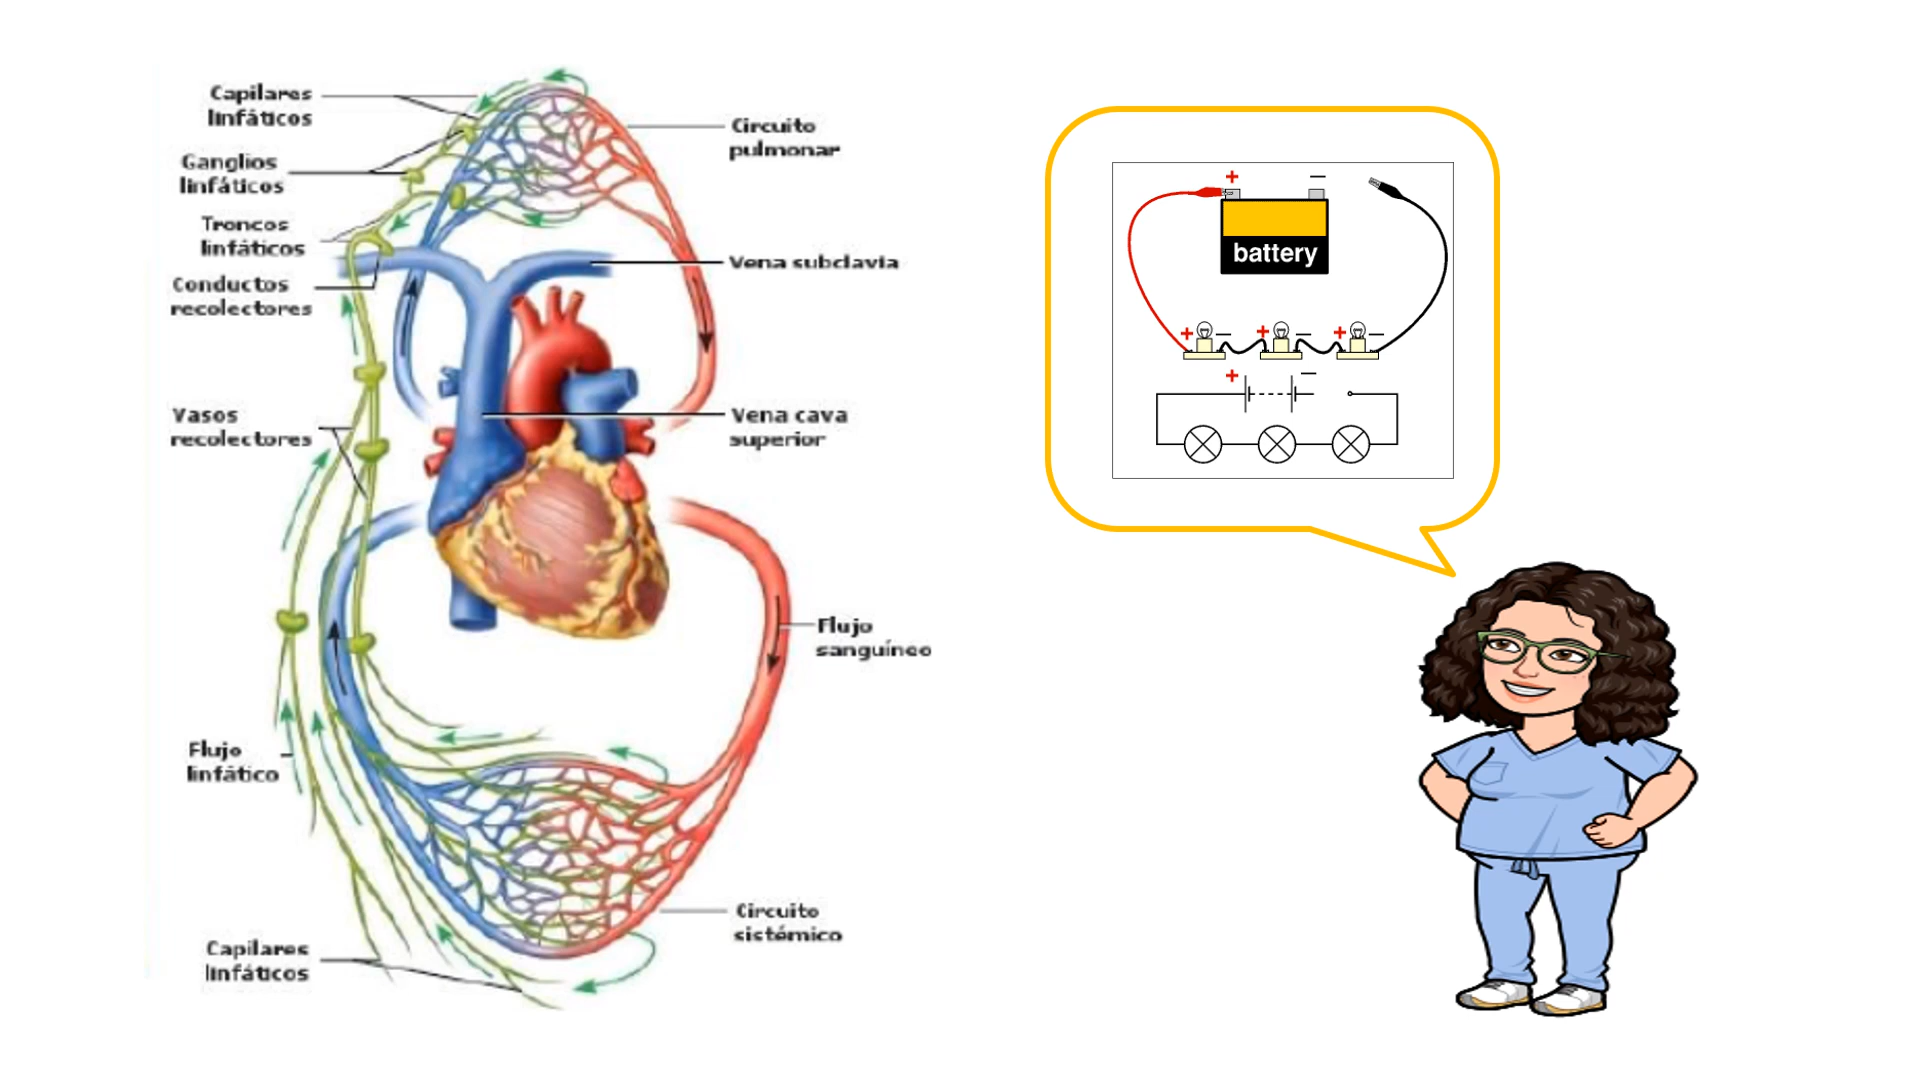 Capilares
linfáticos
Ganglios
linfáticos
Troncos
linfáticos
Conductos
recolectores
Vasos
recolectores
Flujo
linfático
Capilares
linfáticos
Circuito
pulmonar
Vena subclavia
Vena cava
superior
Flujo
sanguíneo
Circuito
sistémico
+ −
battery
+ − + − + −
+ −